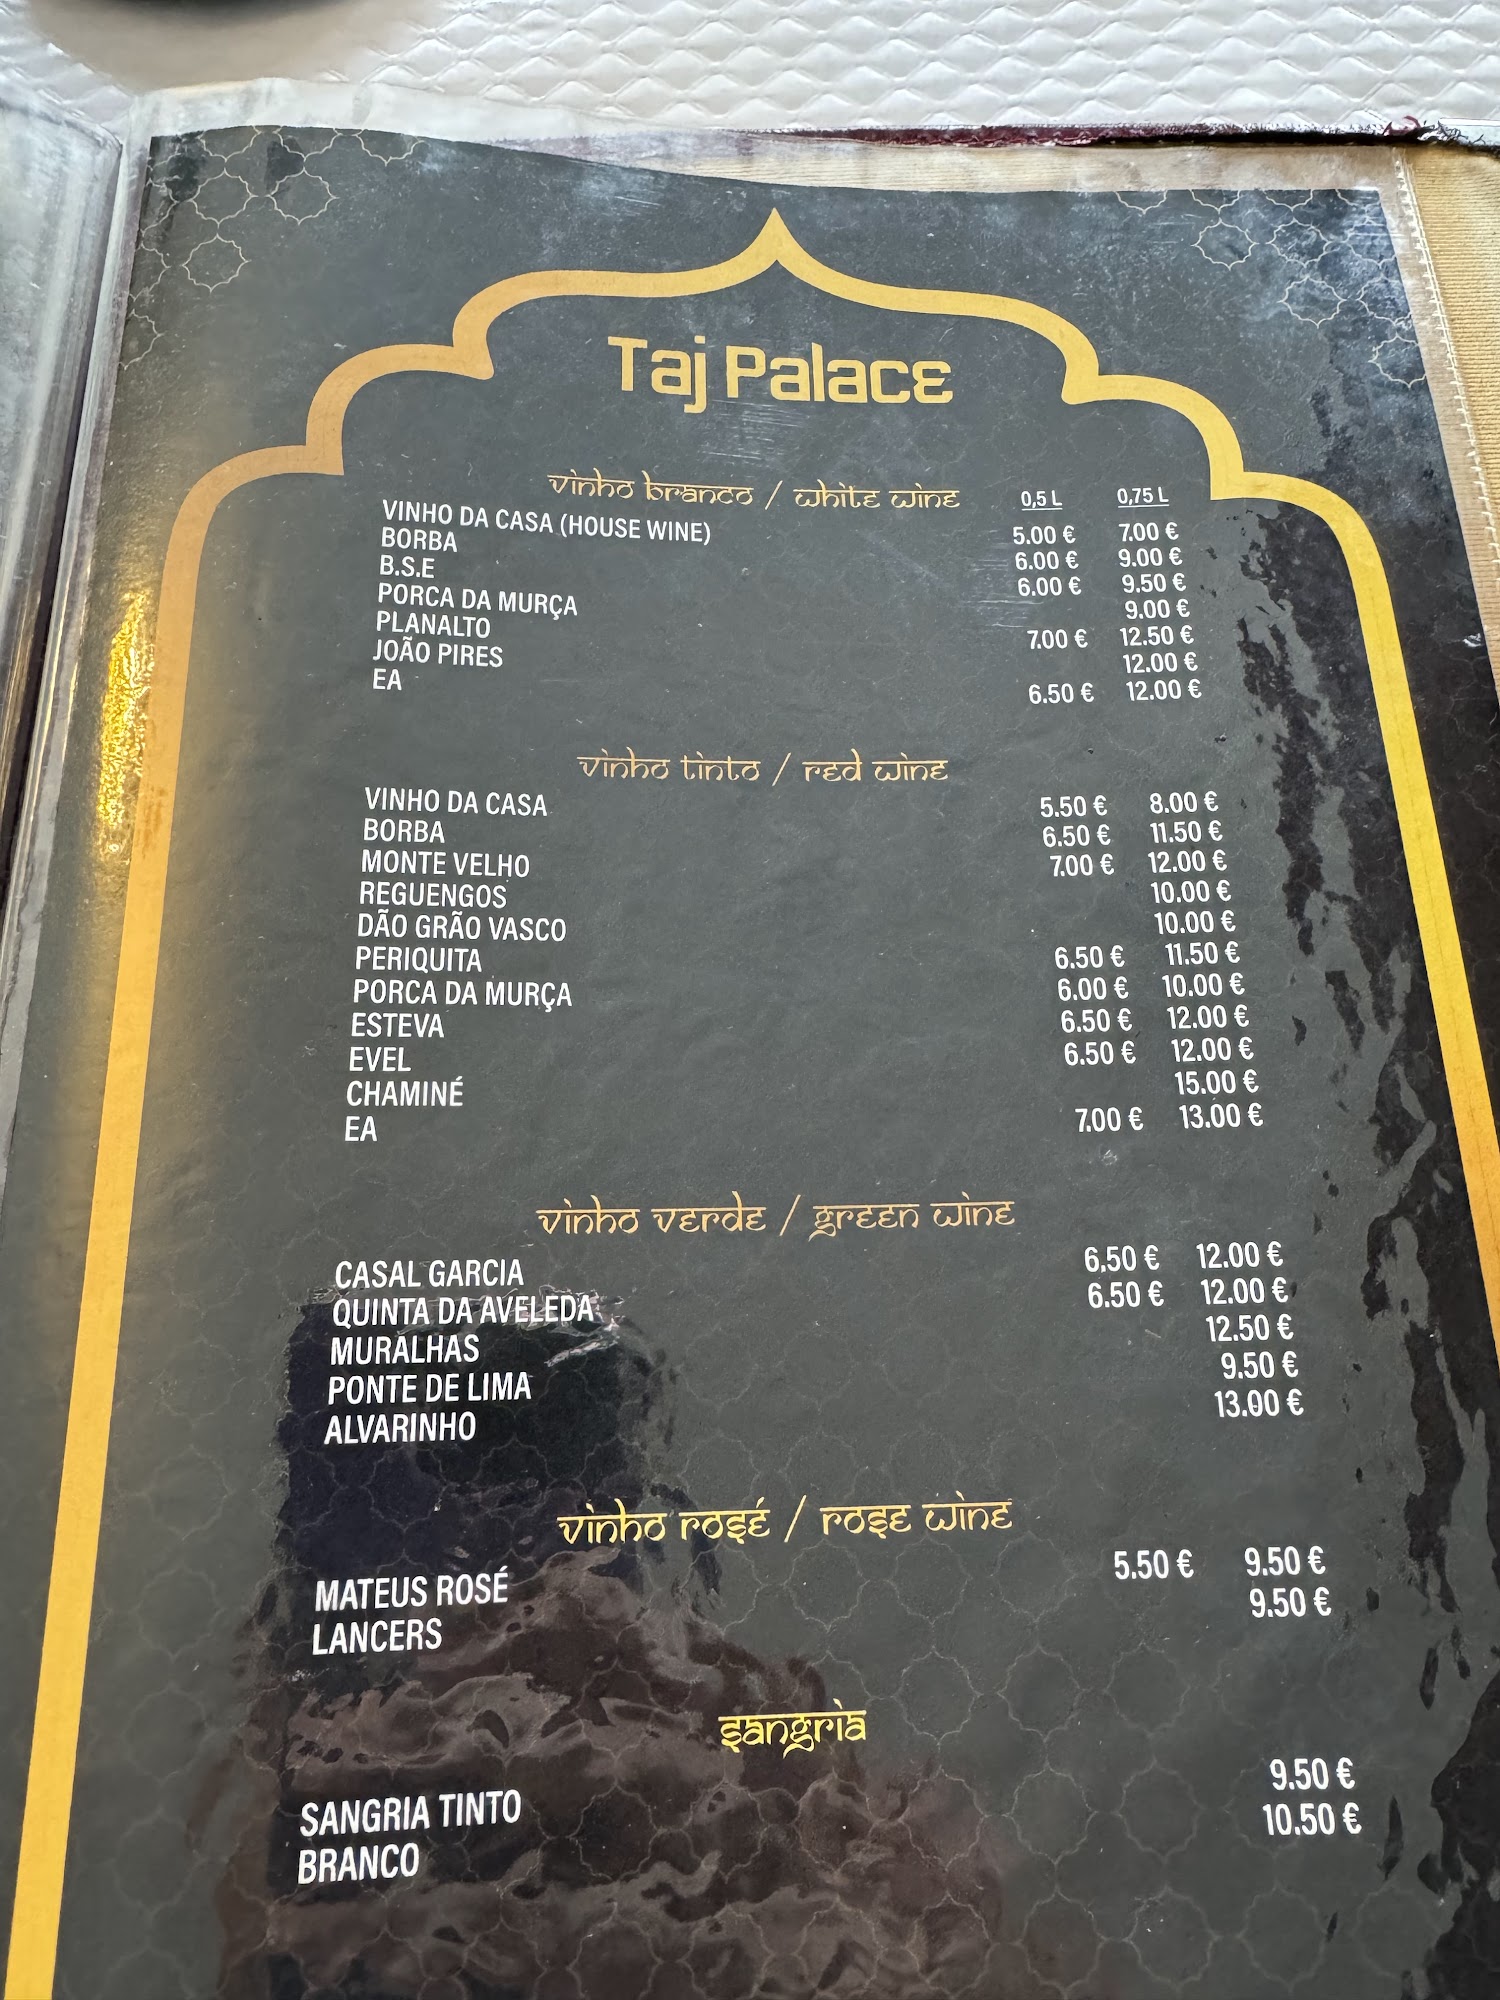 Taj Palace
vinho branco / white wine 0,5 L 0,75 L
VINHO DA CASA (HOUSE WINE) 5.00 € 7.00 €
BORBA 6.00 € 9.00 €
B.S.E 6.00 € 9.50 €
PORCA DA MURÇA 9.00 €
PLANALTO 7.00 € 12.50 €
JOÃO PIRES 12.00 €
EA 6.50 € 12.00 €
vinho tinto / red wine
VINHO DA CASA 5.50 € 8.00 €
BORBA 6.50 € 11.50 €
MONTE VELHO 7.00 € 12.00 €
REGUENGOS 10.00 €
DÃO GRÃO VASCO 10.00 €
PERIQUITA 6.50 € 11.50 €
PORCA DA MURÇA 6.00 € 10.00 €
ESTEVA 6.50 € 12.00 €
EVEL 6.50 € 12.00 €
CHAMINÉ 15.00 €
EA 7.00 € 13.00 €
vinho verde / green wine
CASAL GARCIA 6.50 € 12.00 €
QUINTA DA AVELEDA 6.50 € 12.00 €
MURALHAS 12.50 €
PONTE DE LIMA 9.50 €
ALVARINHO 13.00 €
vinho rosé / rose wine
MATEUS ROSÉ 5.50 € 9.50 €
LANCERS 9.50 €
sangria
SANGRIA TINTO 9.50 €
BRANCO 10.50 €